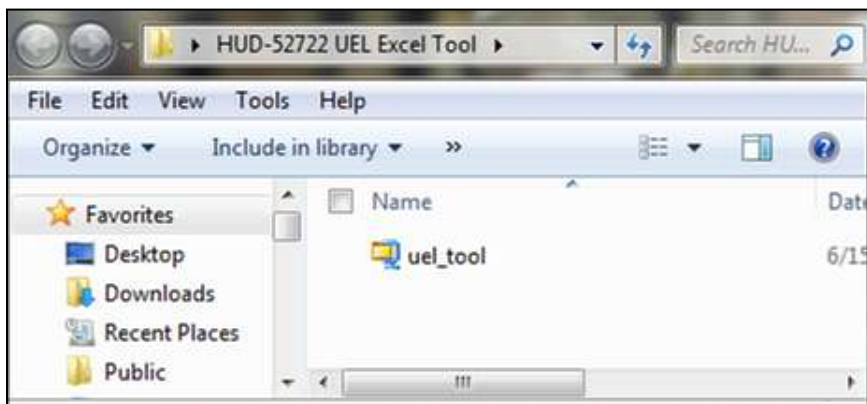 HUD-52722 UEL Excel Tool
Search HU...
File Edit View Tools Help
Organize Include in library »
Name Date
Favorites
uel_tool 6/15
Desktop
Downloads
Recent Places
Public